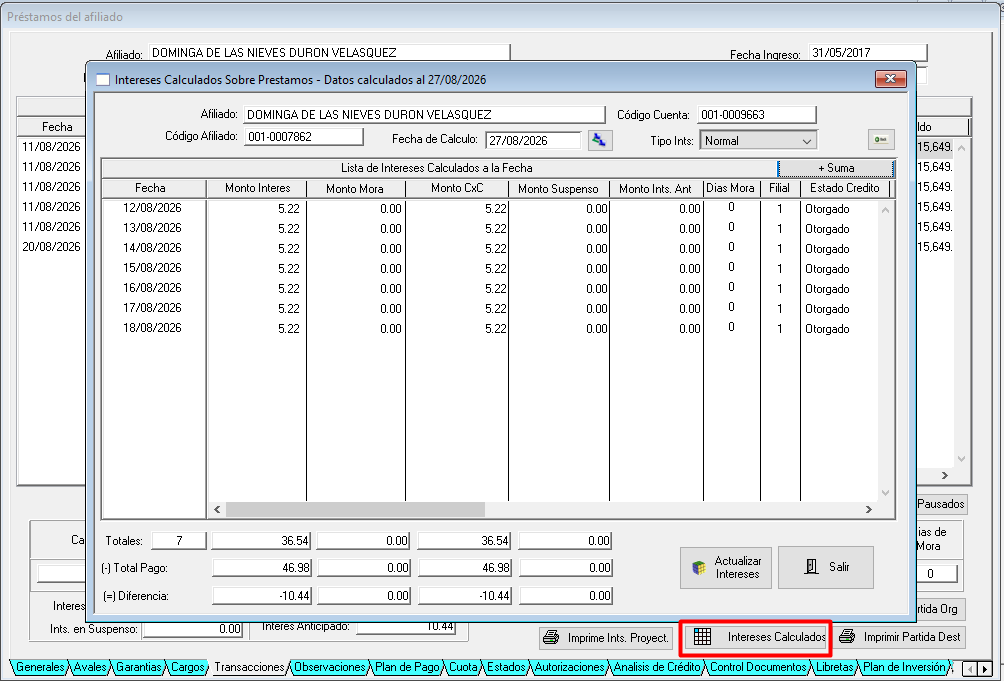 Préstamos del afiliado
Afiliado: DOMINGA DE LAS NIEVES DURON VELASQUEZ Fecha Ingreso: 31/05/2017
Intereses Calculados Sobre Prestamos - Datos calculados al 27/08/2026
Afiliado: DOMINGA DE LAS NIEVES DURON VELASQUEZ Código Cuenta: 001-0009663
Código Afiliado: 001-0007862 Fecha de Calculo: 27/08/2026 Tipo Ints: Normal
Lista de Intereses Calculados a la Fecha + Suma
Fecha Monto Interes Monto Mora Monto CxC Monto Suspenso Monto Ints. Ant Dias Mora Filial Estado Credito
12/08/2026 5.22 0.00 5.22 0.00 0.00 0 1 Otorgado
13/08/2026 5.22 0.00 5.22 0.00 0.00 0 1 Otorgado
14/08/2026 5.22 0.00 5.22 0.00 0.00 0 1 Otorgado
15/08/2026 5.22 0.00 5.22 0.00 0.00 0 1 Otorgado
16/08/2026 5.22 0.00 5.22 0.00 0.00 0 1 Otorgado
17/08/2026 5.22 0.00 5.22 0.00 0.00 0 1 Otorgado
18/08/2026 5.22 0.00 5.22 0.00 0.00 0 1 Otorgado
Totales: 7 36.54 0.00 36.54 0.00
(-) Total Pago: 46.98 0.00 46.98 0.00
(=) Diferencia: -10.44 0.00 -10.44 0.00
Actualizar
Intereses
Salir
Fecha
11/08/2026
11/08/2026
11/08/2026
11/08/2026
11/08/2026
20/08/2026
ldo
15,649.
15,649.
15,649.
15,649.
15,649.
15,649.
Pausados
Ca
ias de
Mora
0
Interes
rtida Org
Ints. en Suspenso: 0.00 Interes Anticipado: 10.44
Imprime Ints. Proyect. Intereses Calculados Imprimir Partida Dest
Generales Avales Garantias Cargos Transacciones Observaciones Plan de Pago Cuota Estados Autorizaciones Analisis de Crédito Control Documentos Libretas Plan de Inversión